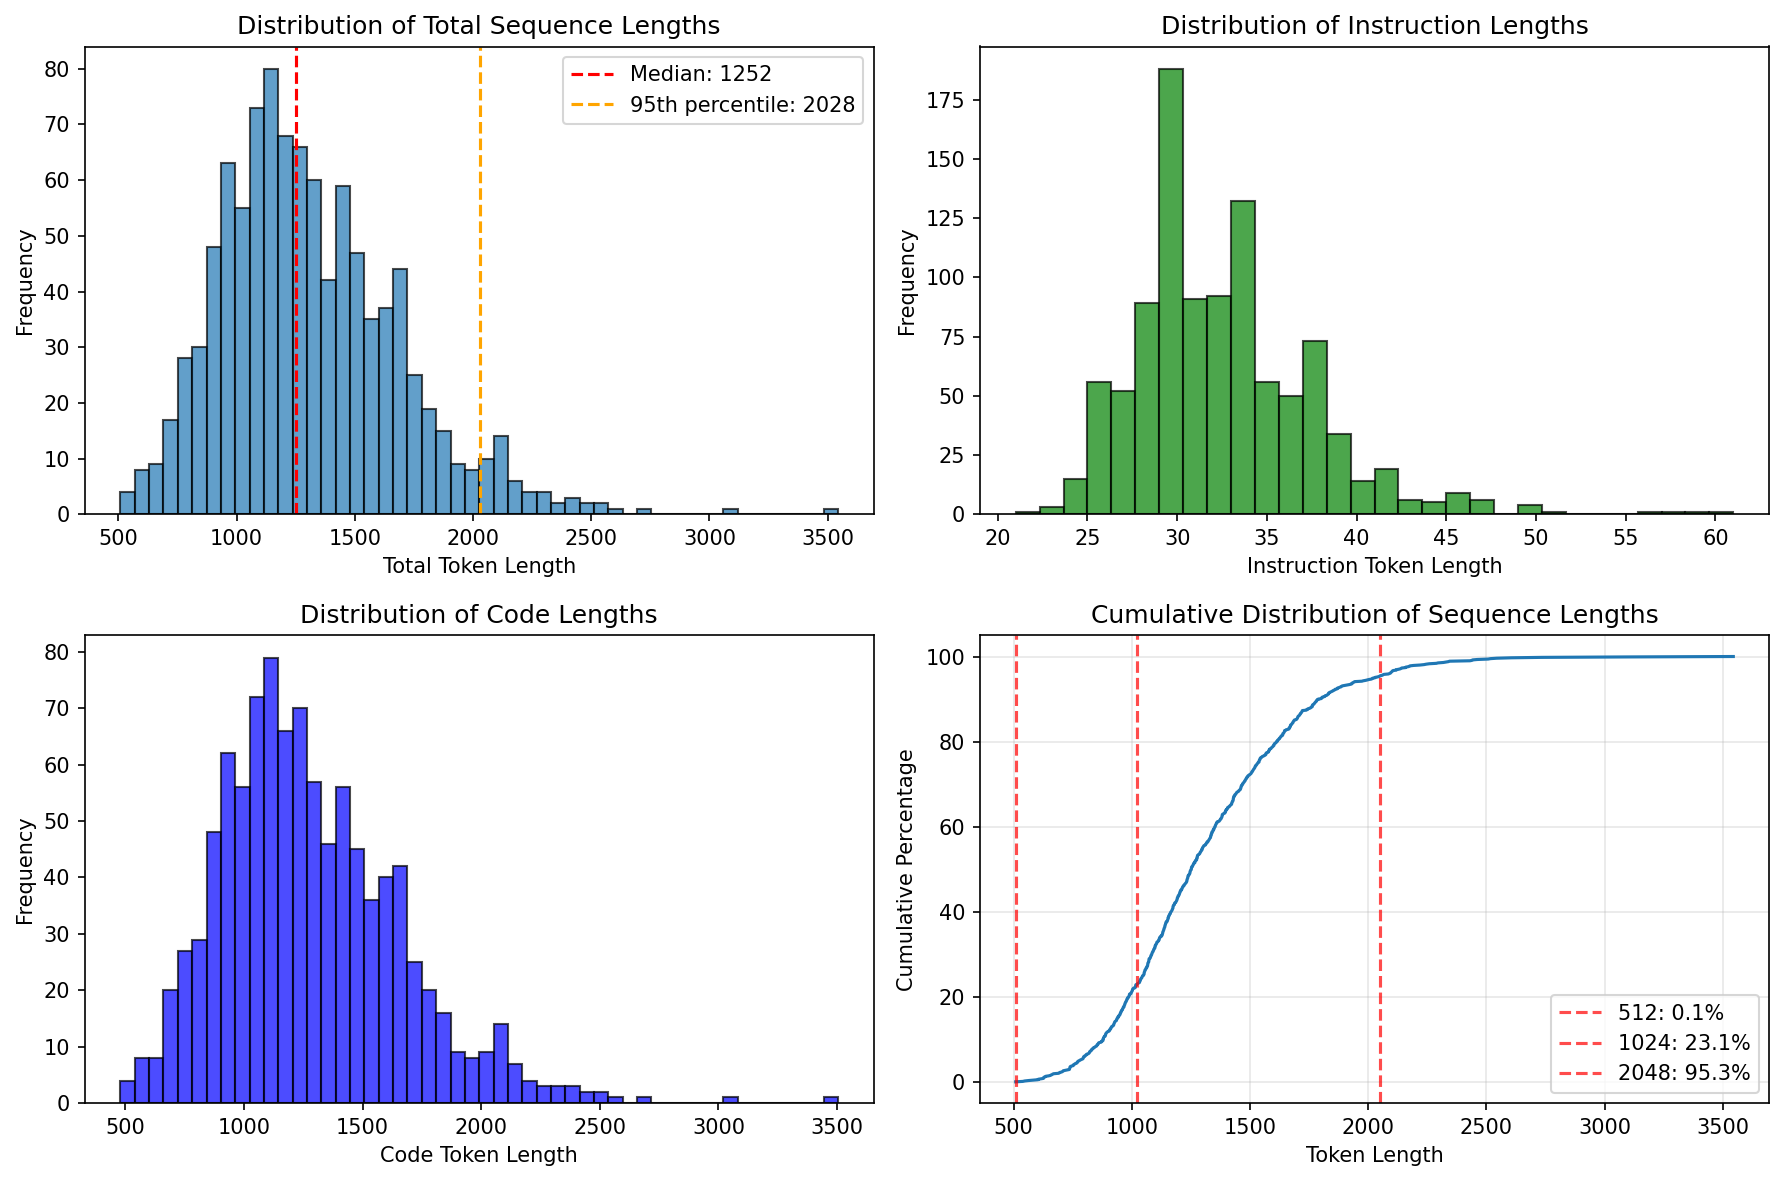 Distribution of Total Sequence Lengths
80
70
60
50
40
30
20
10
0
Frequency
Median: 1252
95th percentile: 2028
500 1000 1500 2000 2500 3000 3500
Total Token Length
Distribution of Instruction Lengths
175
150
125
100
75
50
25
0
Frequency
20 25 30 35 40 45 50 55 60
Instruction Token Length
Distribution of Code Lengths
80
70
60
50
40
30
20
10
0
Frequency
500 1000 1500 2000 2500 3000 3500
Code Token Length
Cumulative Distribution of Sequence Lengths
100
80
60
40
20
0
Cumulative Percentage
512: 0.1%
1024: 23.1%
2048: 95.3%
500 1000 1500 2000 2500 3000 3500
Token Length